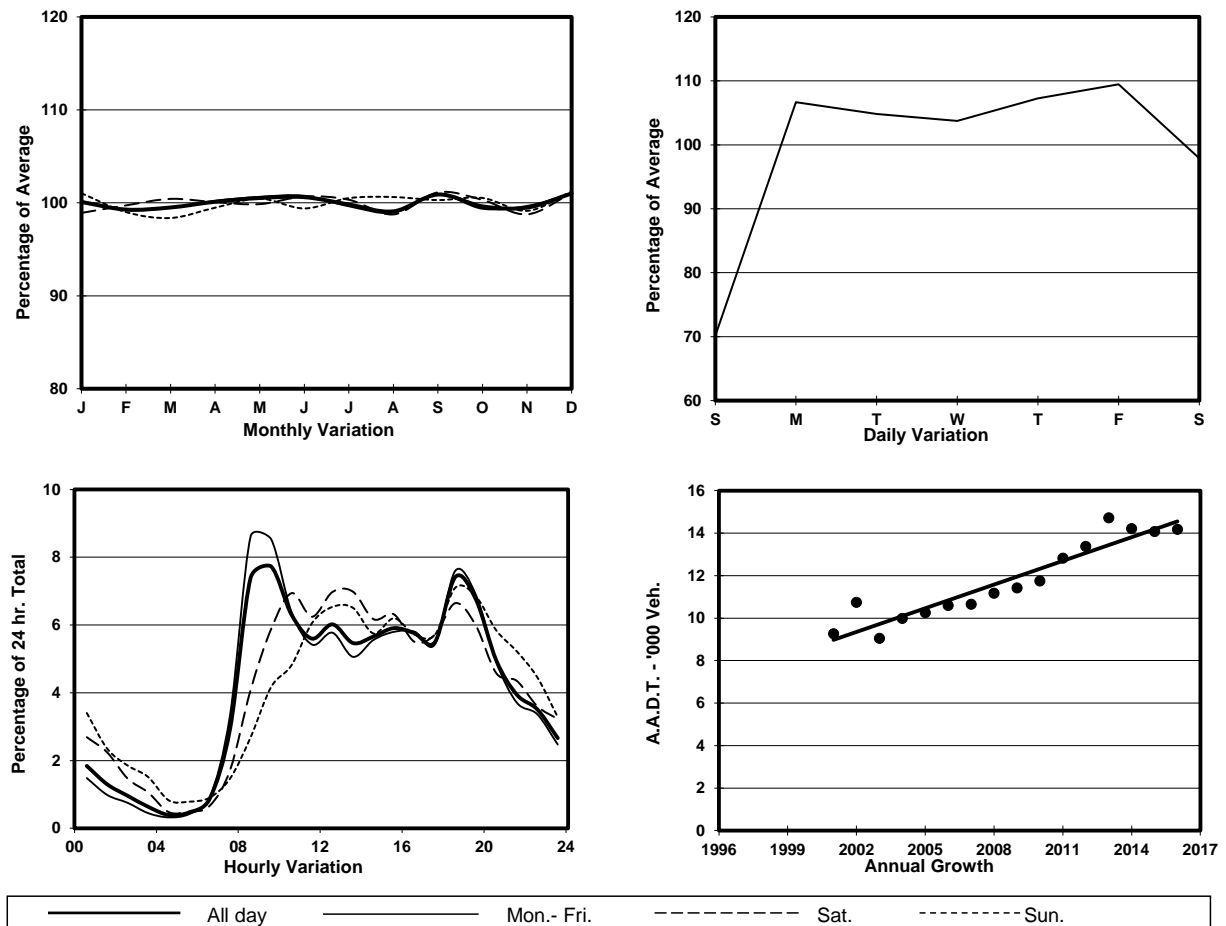 120
110
100
90
80
Percentage of Average
J F M A M J J A S O N D
Monthly Variation
120
110
100
90
80
70
60
Percentage of Average
S M T W T F S
Daily Variation
10
8
6
4
2
0
Percentage of 24 hr. Total
00 04 08 12 16 20 24
Hourly Variation
16
14
12
10
8
6
4
2
0
A.A.D.T. - '000 Veh.
1996 1999 2002 2005 2008 2011 2014 2017
Annual Growth
All day Mon.- Fri. Sat. Sun.